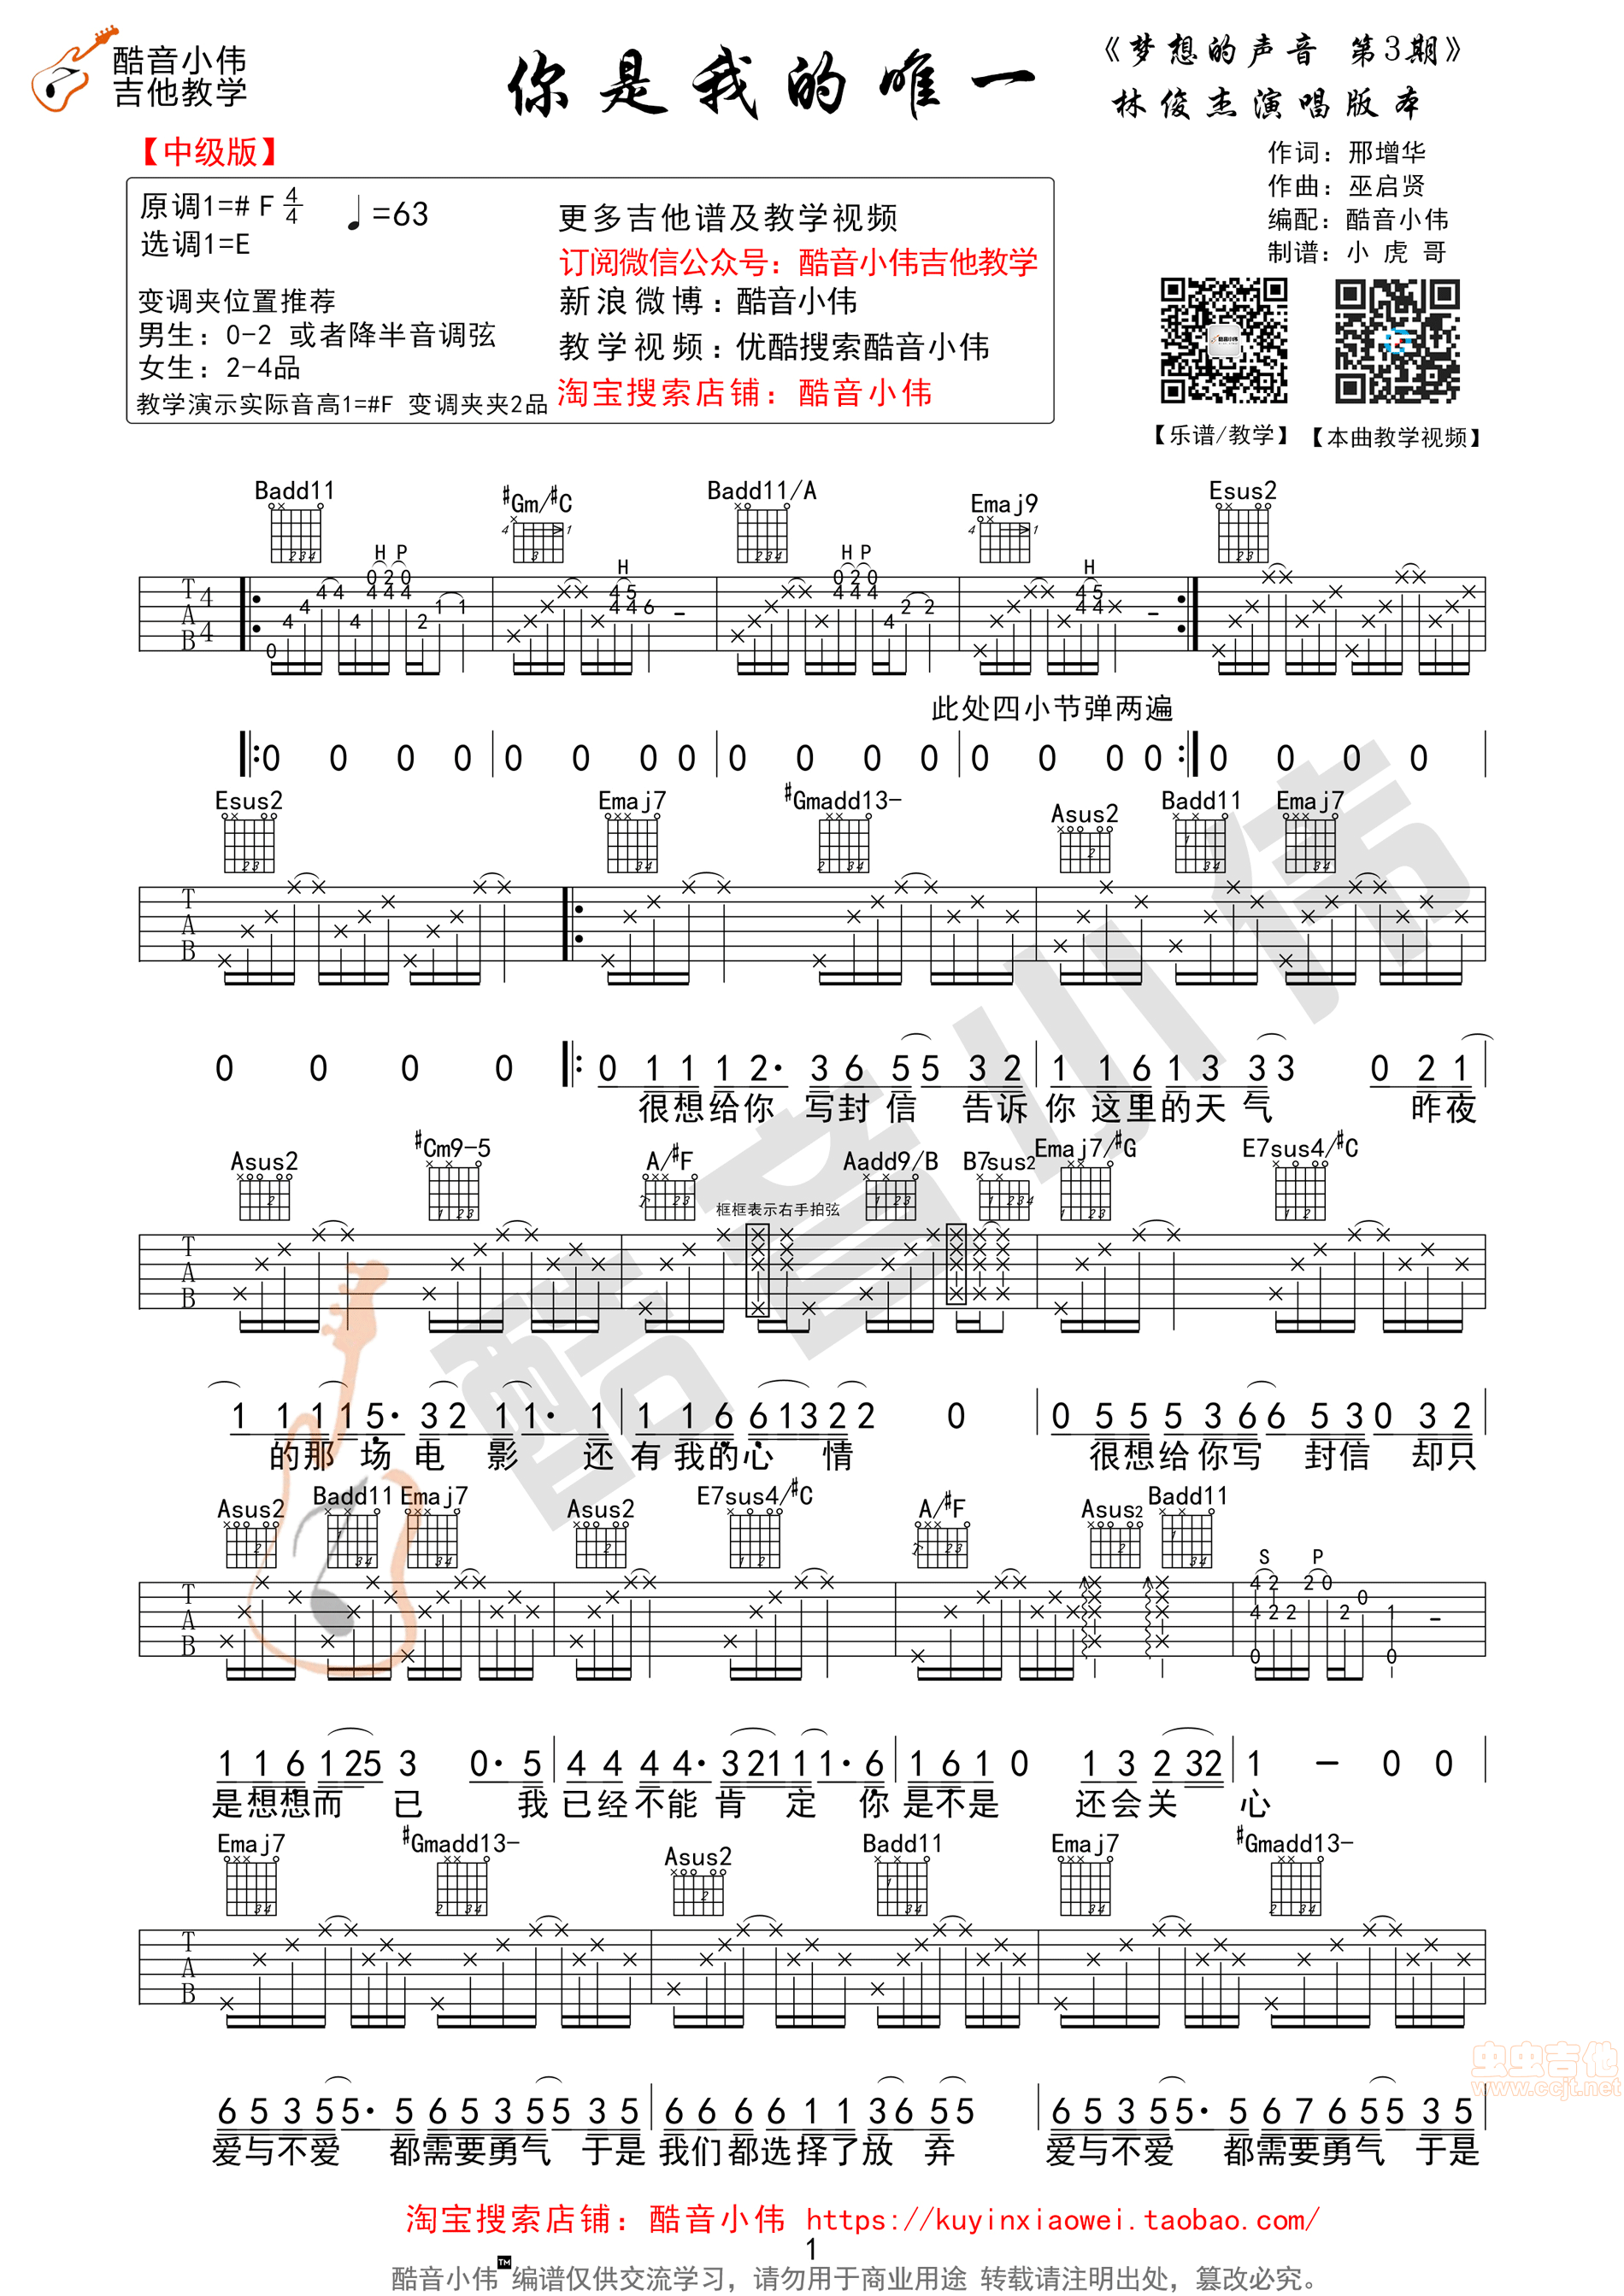 酷音小伟
吉他教学
你是我的唯一
《梦想的声音 第3期》
林俊杰演唱版本
【中级版】
作词：邢增华
作曲：巫启贤
编配：酷音小伟
制谱：小 虎 哥
原调1=#F 4/4 ♩=63
选调1=E
变调夹位置推荐
男生：0-2 或者降半音调弦
女生：2-4品
教学演示实际音高1=#F 变调夹夹2品
更多吉他谱及教学视频
订阅微信公众号：酷音小伟吉他教学
新浪微博：酷音小伟
教学视频：优酷搜索酷音小伟
淘宝搜索店铺：酷音小伟
【乐谱/教学】 【本曲教学视频】
Badd11 #Gm/#C Badd11/A Emaj9 Esus2
H P H H P H
此处四小节弹两遍
0 0 0 0 0 0 0 0 0 0 0 0 0 0 0 0 0 0 0 0
Esus2 Emaj7 #Gmadd13- Asus2 Badd11 Emaj7
0 0 0 0 0 1 1 1 2· 3 6 5 5 3 2 1 1 6 1 3 3 3 0 2 1
很想给你 写封信 告诉你 这里的天气 昨夜
Asus2 #Cm9-5 A/#F Aadd9/B B7sus2 Emaj7/#G E7sus4/#C
框框表示右手拍弦
1 1 1 1 5· 3 2 1 1· 1 1 1 6 6 1 3 2 2 0 0 5 5 5 3 6 6 5 3 0 3 2
的那 场 电 影 还有我的心 情 很想给你写 封信 却只
Asus2 Badd11 Emaj7 Asus2 E7sus4/#C A/#F Asus2 Badd11
S P
1 1 6 1 2 5 3 0· 5 4 4 4 4· 3 2 1 1 1· 6 1 6 1 0 1 3 2 3 2 1 - 0 0
是想想而 已 我已经不能 肯 定 你是不是 还会关 心
Emaj7 #Gmadd13- Asus2 Badd11 Emaj7 #Gmadd13-
6 5 3 5 5· 5 6 5 3 5 5 3 5 6 6 6 6 1 1 3 6 5 5 6 5 3 5 5· 5 6 7 6 5 5 3 5
爱与不爱 都需要勇气 于是我们都选择了放 弃 爱与不爱 都需要勇气 于是
酷音小伟
虫虫吉他
www.ccjt.net
淘宝搜索店铺：酷音小伟 https://kuyinxiaowei.taobao.com/
1
酷音小伟TM编谱仅供交流学习，请勿用于商业用途 转载请注明出处，篡改必究。